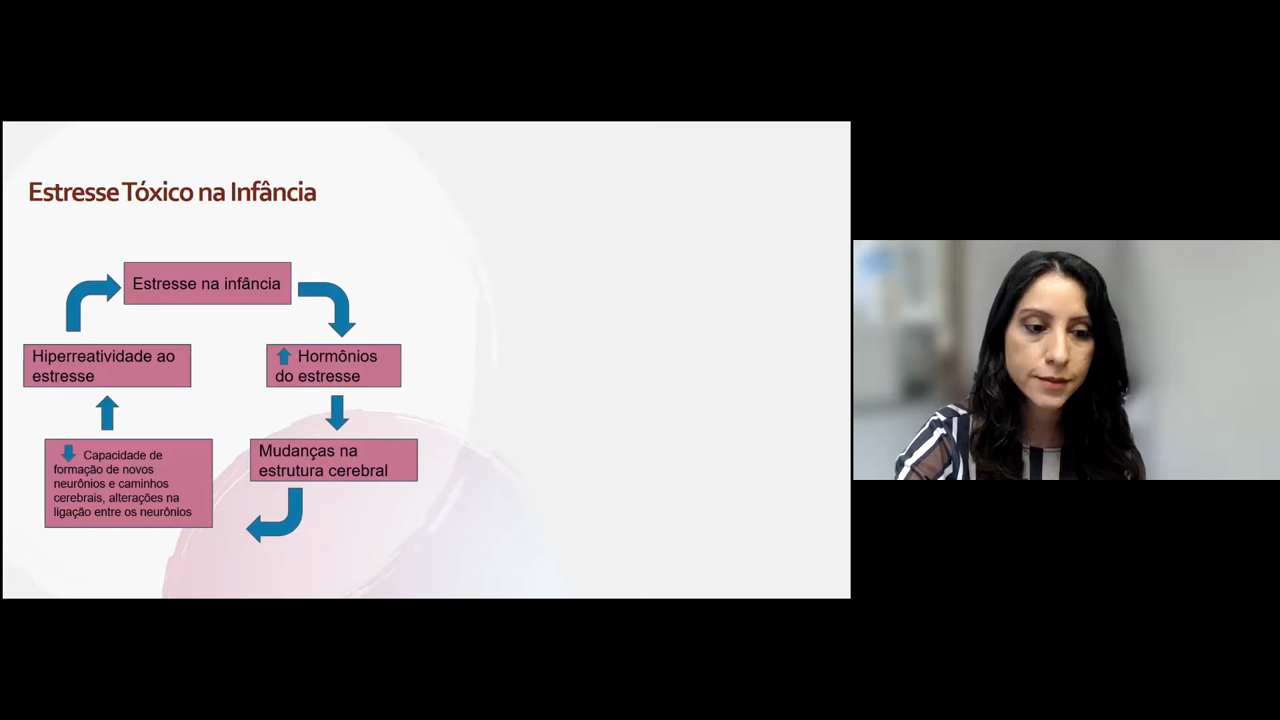 Estresse Tóxico na Infância
Estresse na infância
Hiperreatividade ao
estresse
Hormônios
do estresse
Capacidade de
formação de novos
neurônios e caminhos
cerebrais, alterações na
ligação entre os neurônios
Mudanças na
estrutura cerebral